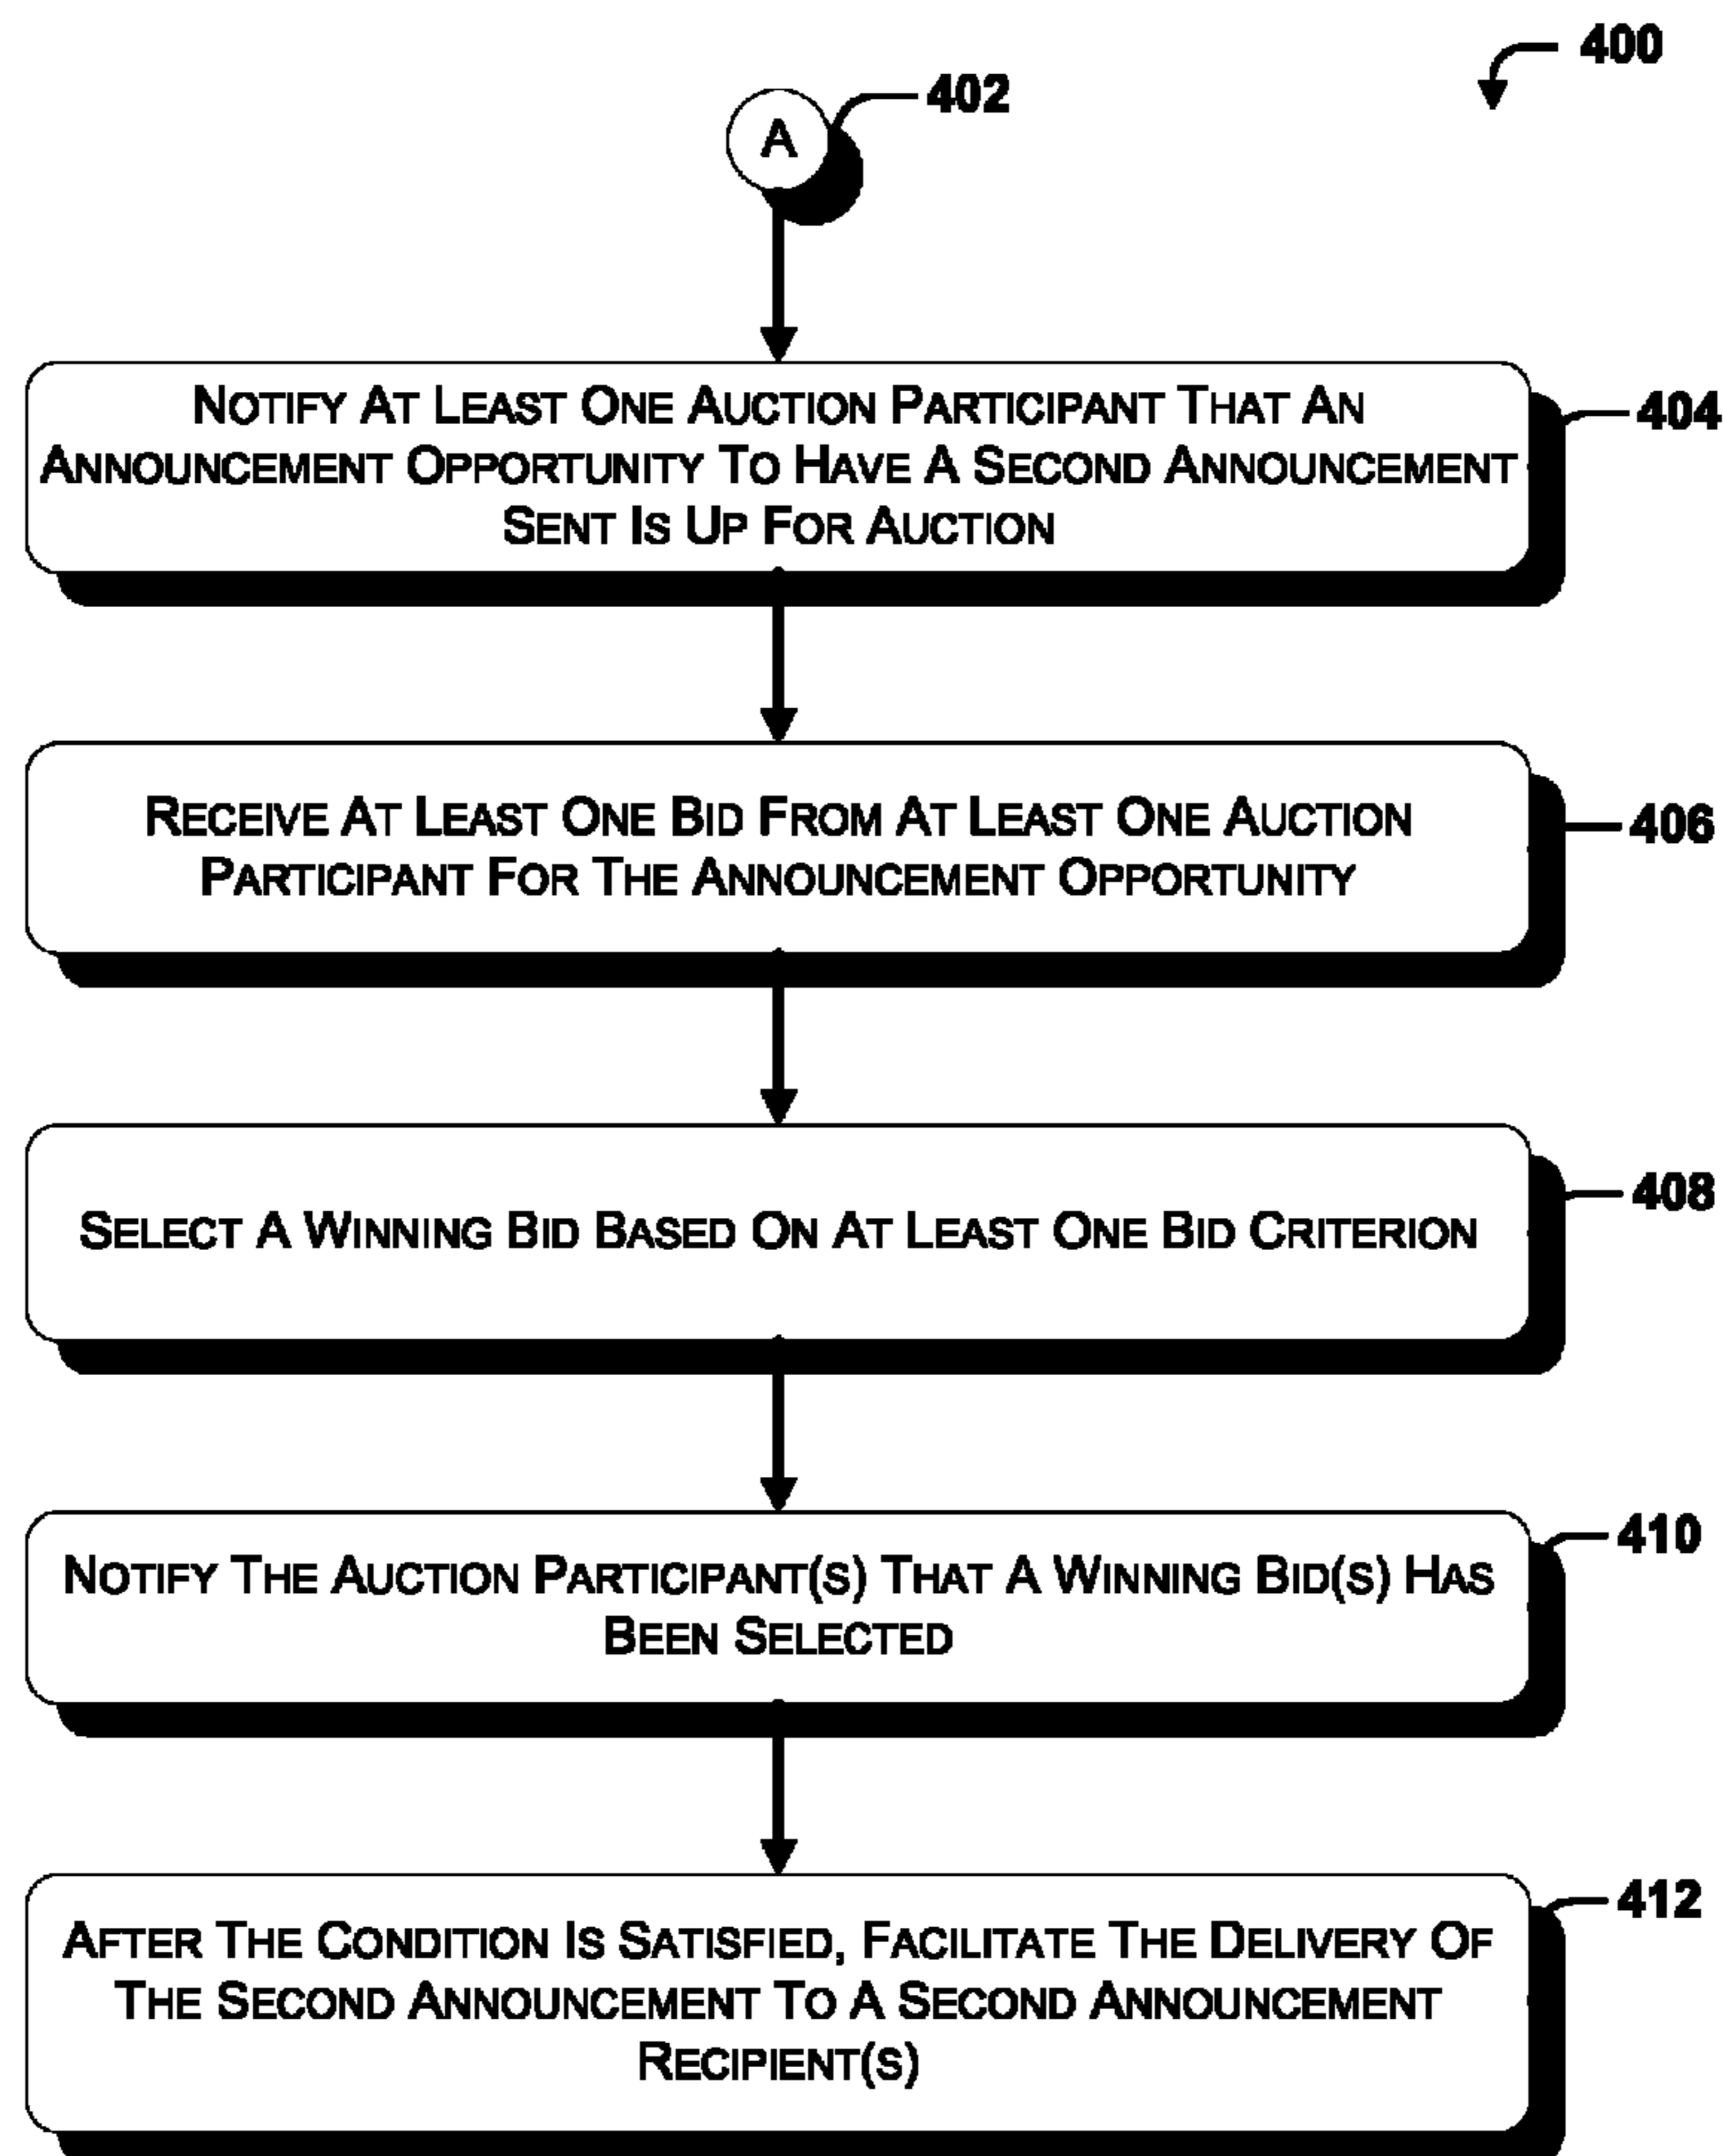 400
402
A
NOTIFY AT LEAST ONE AUCTION PARTICIPANT THAT AN
ANNOUNCEMENT OPPORTUNITY TO HAVE A SECOND ANNOUNCEMENT
SENT IS UP FOR AUCTION
404
RECEIVE AT LEAST ONE BID FROM AT LEAST ONE AUCTION
PARTICIPANT FOR THE ANNOUNCEMENT OPPORTUNITY
406
SELECT A WINNING BID BASED ON AT LEAST ONE BID CRITERION
408
NOTIFY THE AUCTION PARTICIPANT(S) THAT A WINNING BID(S) HAS
BEEN SELECTED
410
AFTER THE CONDITION IS SATISFIED, FACILITATE THE DELIVERY OF
THE SECOND ANNOUNCEMENT TO A SECOND ANNOUNCEMENT
RECIPIENT(S)
412